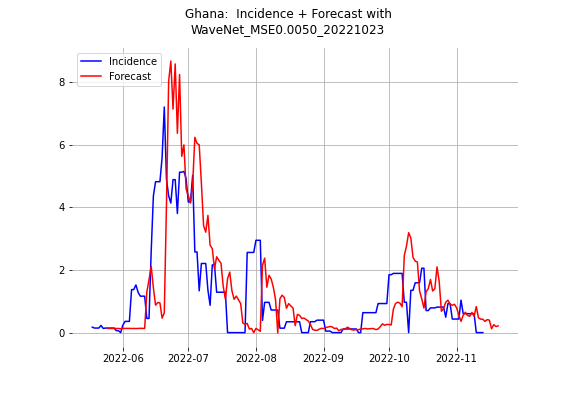 Ghana:  Incidence + Forecast with
WaveNet_MSE0.0050_20221023
Incidence
Forecast
8
6
4
2
0
2022-06
2022-07
2022-08
2022-09
2022-10
2022-11